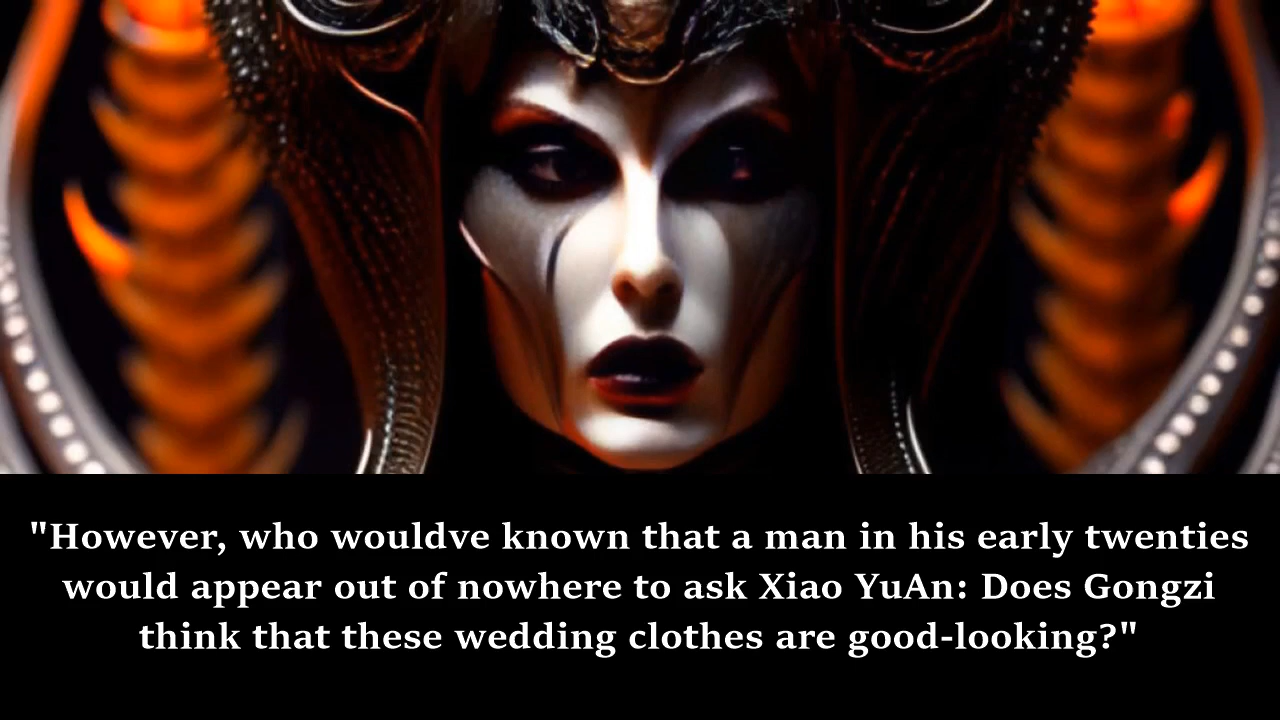 "However, who wouldve known that a man in his early twenties
would appear out of nowhere to ask Xiao YuAn: Does Gongzi
think that these wedding clothes are good-looking?"